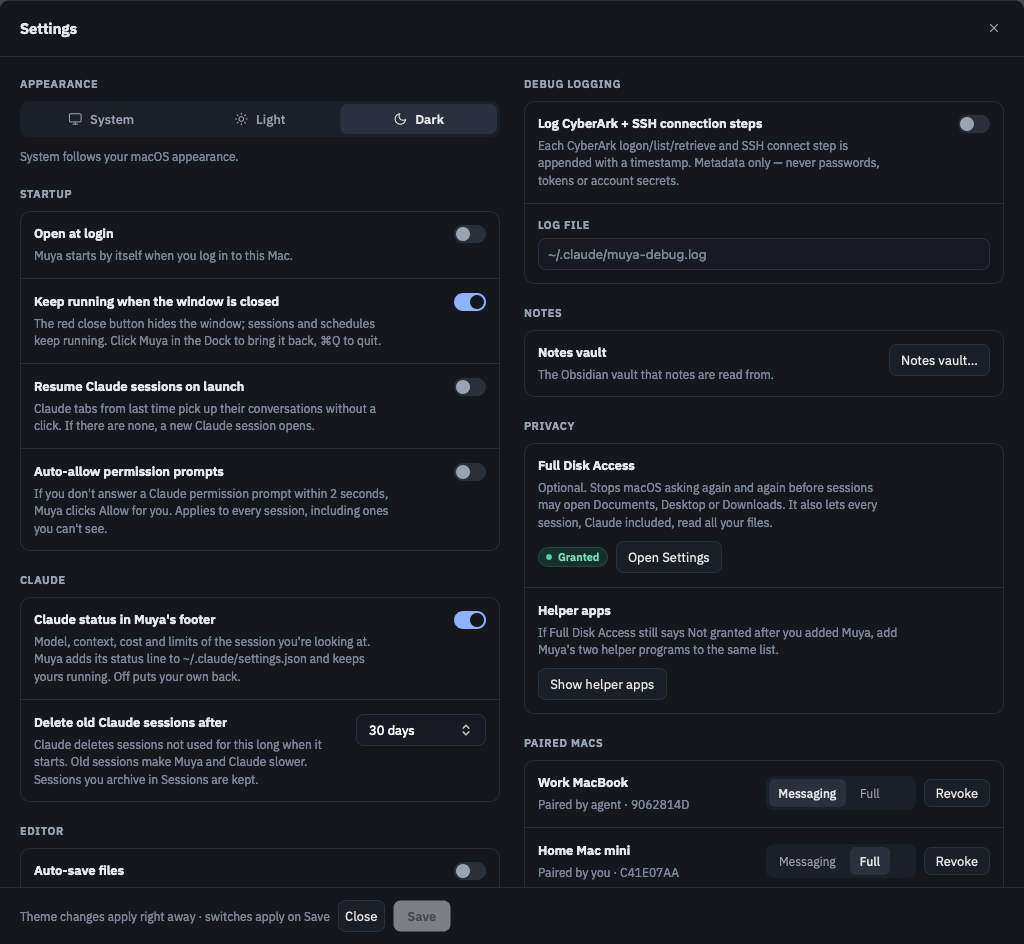 Settings
APPEARANCE
System
Light
Dark
System follows your macOS appearance.
STARTUP
Open at login
Muya starts by itself when you log in to this Mac.
Keep running when the window is closed
The red close button hides the window; sessions and schedules
keep running. Click Muya in the Dock to bring it back, ⌘Q to quit.
Resume Claude sessions on launch
Claude tabs from last time pick up their conversations without a
click. If there are none, a new Claude session opens.
Auto-allow permission prompts
If you don't answer a Claude permission prompt within 2 seconds,
Muya clicks Allow for you. Applies to every session, including ones
you can't see.
CLAUDE
Claude status in Muya's footer
Model, context, cost and limits of the session you're looking at.
Muya adds its status line to ~/.claude/settings.json and keeps
yours running. Off puts your own back.
Delete old Claude sessions after
30 days
Claude deletes sessions not used for this long when it
starts. Old sessions make Muya and Claude slower.
Sessions you archive in Sessions are kept.
EDITOR
Auto-save files
DEBUG LOGGING
Log CyberArk + SSH connection steps
Each CyberArk logon/list/retrieve and SSH connect step is
appended with a timestamp. Metadata only — never passwords,
tokens or account secrets.
LOG FILE
~/.claude/muya-debug.log
NOTES
Notes vault
The Obsidian vault that notes are read from.
Notes vault...
PRIVACY
Full Disk Access
Optional. Stops macOS asking again and again before sessions
may open Documents, Desktop or Downloads. It also lets every
session, Claude included, read all your files.
Granted
Open Settings
Helper apps
If Full Disk Access still says Not granted after you added Muya, add
Muya's two helper programs to the same list.
Show helper apps
PAIRED MACS
Work MacBook
Paired by agent · 9062814D
Messaging
Full
Revoke
Home Mac mini
Paired by you · C41E07AA
Messaging
Full
Revoke
Theme changes apply right away · switches apply on Save
Close
Save